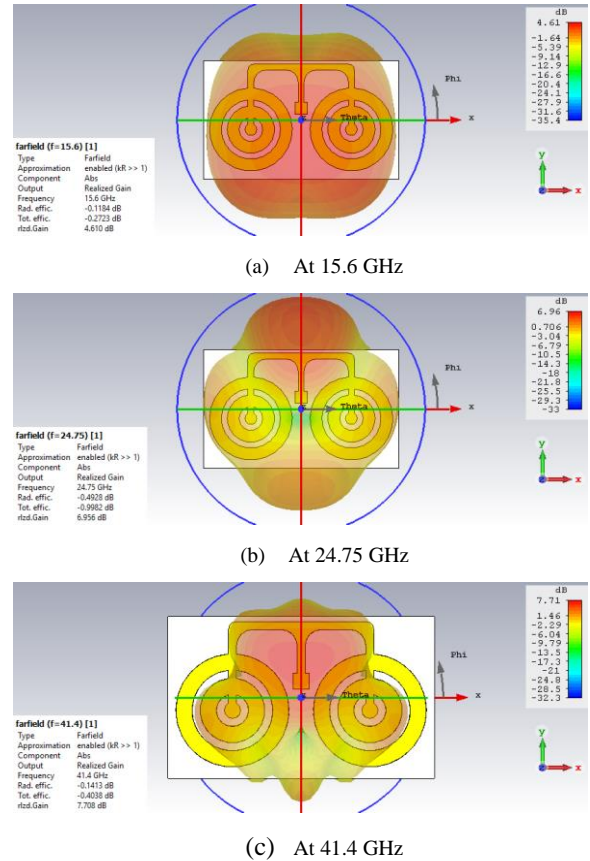 dB
4.61
-1.64
-5.39
-9.14
-12.9
-16.6
-20.4
-24.1
-27.9
-31.6
-35.4
Phi
Theta
x
y
z
x
farfield (f=15.6) [1]
Type Farfield
Approximation enabled (kR >> 1)
Component Abs
Output Realized Gain
Frequency 15.6 GHz
Rad. effic. -0.1184 dB
Tot. effic. -0.2723 dB
rlzd.Gain 4.610 dB
(a) At 15.6 GHz
dB
6.96
0.706
-3.04
-6.79
-10.5
-14.3
-18
-21.8
-25.5
-29.3
-33
Phi
Theta
x
y
z
x
farfield (f=24.75) [1]
Type Farfield
Approximation enabled (kR >> 1)
Component Abs
Output Realized Gain
Frequency 24.75 GHz
Rad. effic. -0.4928 dB
Tot. effic. -0.9982 dB
rlzd.Gain 6.956 dB
(b) At 24.75 GHz
dB
7.71
1.46
-2.29
-6.04
-9.79
-13.5
-17.3
-21
-24.8
-28.5
-32.3
Phi
Theta
x
y
z
x
farfield (f=41.4) [1]
Type Farfield
Approximation enabled (kR >> 1)
Component Abs
Output Realized Gain
Frequency 41.4 GHz
Rad. effic. -0.1413 dB
Tot. effic. -0.4038 dB
rlzd.Gain 7.708 dB
(c) At 41.4 GHz